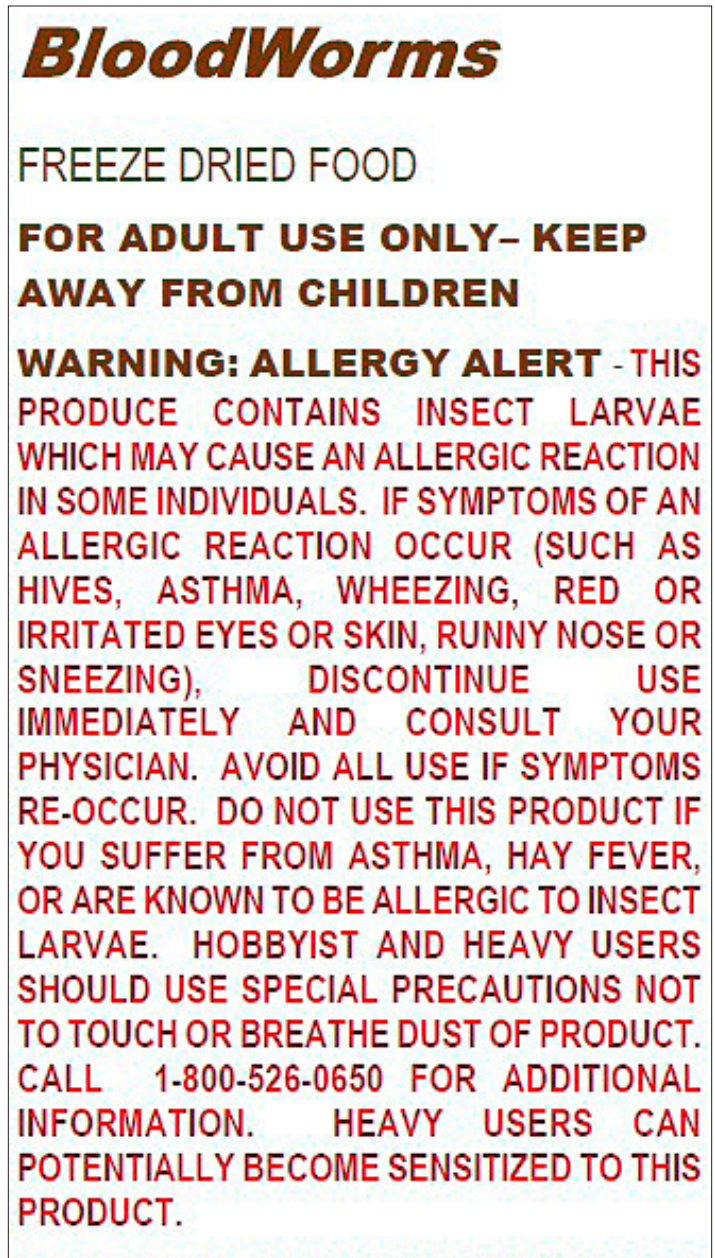 BloodWorms
FREEZE DRIED FOOD
FOR ADULT USE ONLY– KEEP
AWAY FROM CHILDREN
WARNING: ALLERGY ALERT - THIS
PRODUCE CONTAINS INSECT LARVAE
WHICH MAY CAUSE AN ALLERGIC REACTION
IN SOME INDIVIDUALS. IF SYMPTOMS OF AN
ALLERGIC REACTION OCCUR (SUCH AS
HIVES, ASTHMA, WHEEZING, RED OR
IRRITATED EYES OR SKIN, RUNNY NOSE OR
SNEEZING), DISCONTINUE USE
IMMEDIATELY AND CONSULT YOUR
PHYSICIAN. AVOID ALL USE IF SYMPTOMS
RE-OCCUR. DO NOT USE THIS PRODUCT IF
YOU SUFFER FROM ASTHMA, HAY FEVER,
OR ARE KNOWN TO BE ALLERGIC TO INSECT
LARVAE. HOBBYIST AND HEAVY USERS
SHOULD USE SPECIAL PRECAUTIONS NOT
TO TOUCH OR BREATHE DUST OF PRODUCT.
CALL 1-800-526-0650 FOR ADDITIONAL
INFORMATION. HEAVY USERS CAN
POTENTIALLY BECOME SENSITIZED TO THIS
PRODUCT.